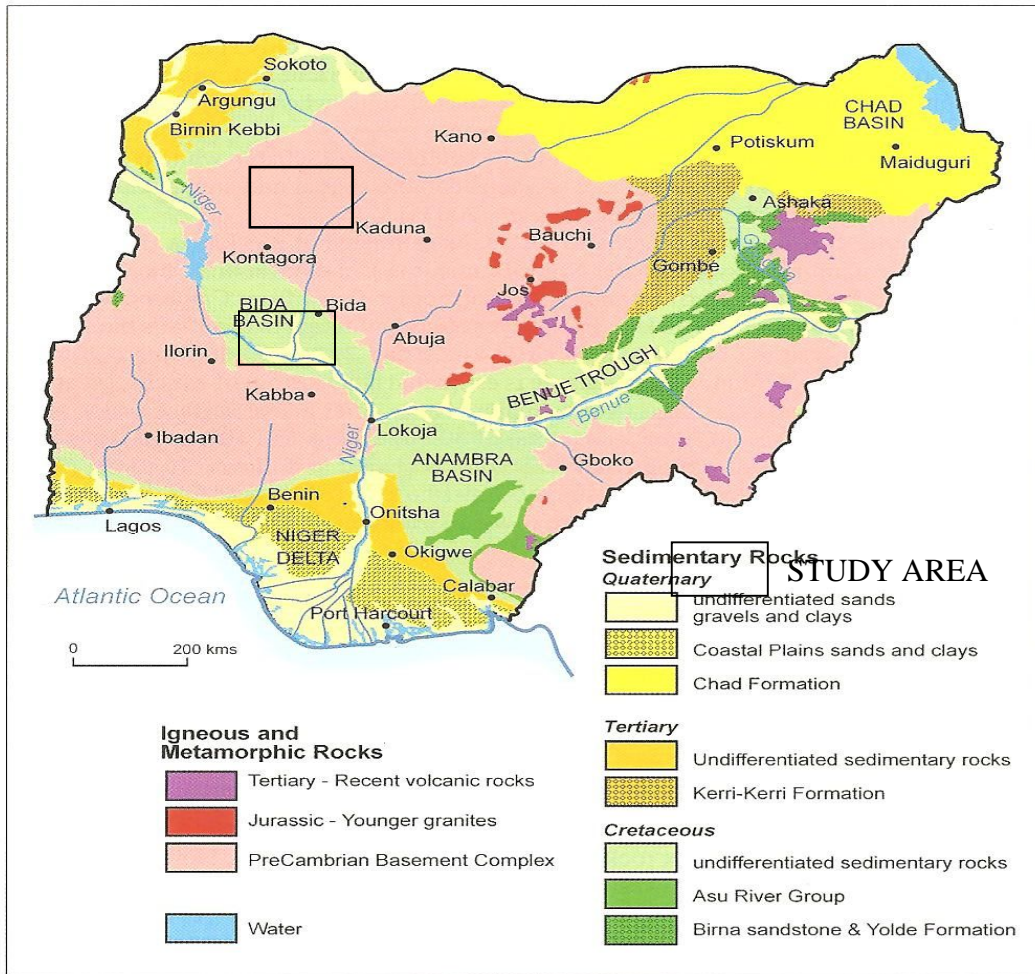 Sokoto
Argungu
Birnin Kebbi
Kano
CHAD
BASIN
Potiskum
Maiduguri
Niger
Ashaka
Kaduna
Bauchi
Kontagora
Gombe
Gongola
Jos
BIDA
BASIN
Bida
Abuja
Ilorin
BENUE TROUGH
Kabba
Benue
Lokoja
Ibadan
Niger
ANAMBRA
BASIN
Gboko
Benin
Onitsha
Lagos
NIGER
DELTA
Okigwe
Calabar
Atlantic Ocean
Port Harcourt
0 200 kms
Sedimentary Rocks
STUDY AREA
Quaternary
undifferentiated sands
gravels and clays
Coastal Plains sands and clays
Chad Formation
Tertiary
Undifferentiated sedimentary rocks
Kerri-Kerri Formation
Cretaceous
undifferentiated sedimentary rocks
Asu River Group
Birna sandstone & Yolde Formation
Igneous and
Metamorphic Rocks
Tertiary - Recent volcanic rocks
Jurassic - Younger granites
PreCambrian Basement Complex
Water